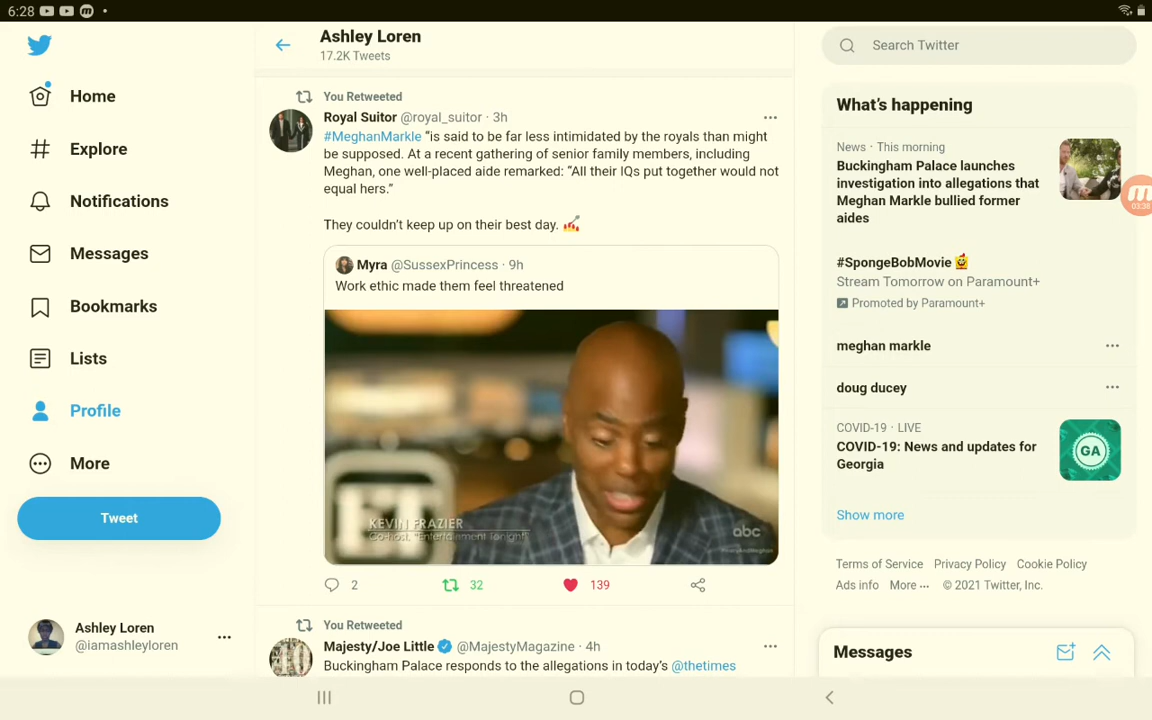 6:28
Home
Explore
Notifications
Messages
Bookmarks
Lists
Profile
More
Tweet
Ashley Loren
@iamashleyloren
Ashley Loren
17.2K Tweets
You Retweeted
Royal Suitor @royal_suitor · 3h
#MeghanMarkle “is said to be far less intimidated by the royals than might
be supposed. At a recent gathering of senior family members, including
Meghan, one well-placed aide remarked: “All their IQs put together would not
equal hers.”
They couldn’t keep up on their best day. 💅
Myra @SussexPrincess · 9h
Work ethic made them feel threatened
ET
KEVIN FRAZIER
Co-host, "Entertainment Tonight"
abc
2
32
139
You Retweeted
Majesty/Joe Little @MajestyMagazine · 4h
Buckingham Palace responds to the allegations in today’s @thetimes
Search Twitter
What’s happening
News · This morning
Buckingham Palace launches
investigation into allegations that
Meghan Markle bullied former
aides
03:38
#SpongeBobMovie
Stream Tomorrow on Paramount+
Promoted by Paramount+
meghan markle
doug ducey
COVID-19 · LIVE
COVID-19: News and updates for
Georgia
GA
Show more
Terms of Service Privacy Policy Cookie Policy
Ads info More ··· © 2021 Twitter, Inc.
Messages